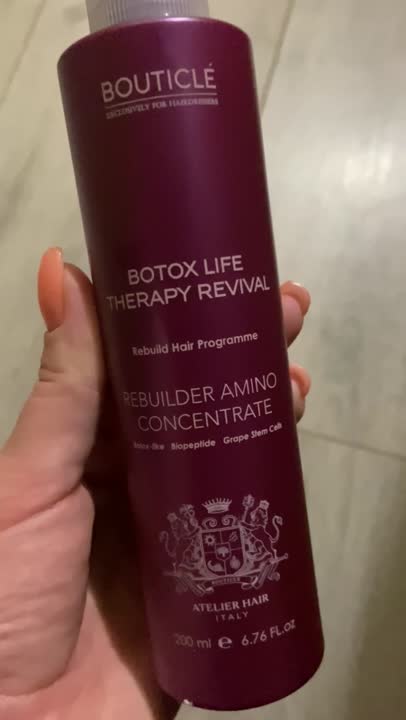 BOUTICLÉ
EXCLUSIVELY FOR HAIRDRESSERS
BOTOX LIFE
THERAPY REVIVAL
Rebuild Hair Programme
REBUILDER AMINO
CONCENTRATE
Botox-like Biopeptide Grape Stem Cells
BOUTICLÉ
ATELIER HAIR
ITALY
200 ml e 6.76 FL.oz